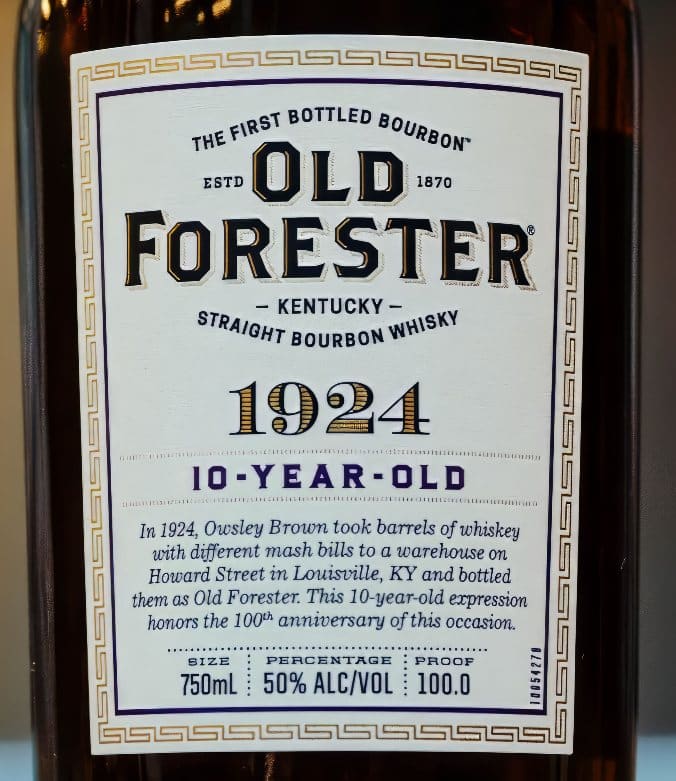 THE FIRST BOTTLED BOURBON™
ESTD OLD 1870
FORESTER®
– KENTUCKY –
STRAIGHT BOURBON WHISKY
1924
10-YEAR-OLD
In 1924, Owsley Brown took barrels of whiskey
with different mash bills to a warehouse on
Howard Street in Louisville, KY and bottled
them as Old Forester. This 10-year-old expression
honors the 100th anniversary of this occasion.
SIZE PERCENTAGE PROOF
750mL 50% ALC/VOL 100.0
10054270